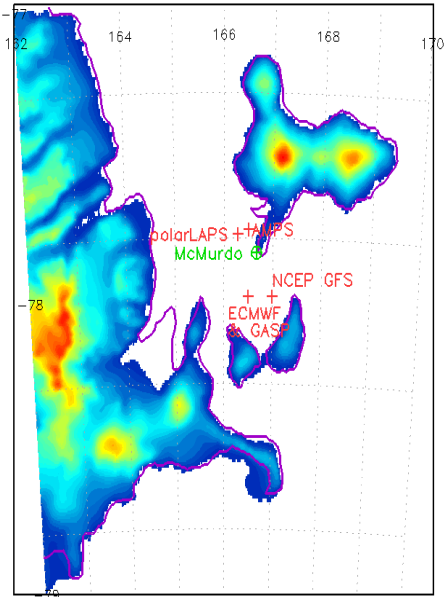 -77
162 164 166 168 170
polarLAPS AMPS
McMurdo
NCEP GFS
-78
ECMWF
& GASP
-79